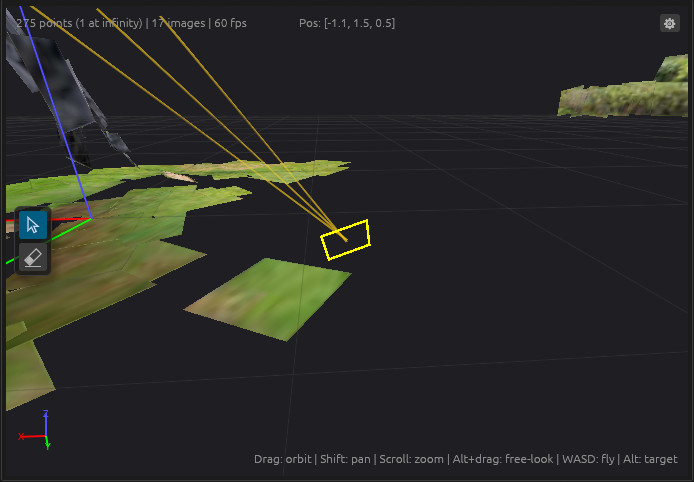 275 points (1 at infinity) | 17 images | 60 fps
Pos: [-1.1, 1.5, 0.5]
Z
X
Y
Drag: orbit | Shift: pan | Scroll: zoom | Alt+drag: free-look | WASD: fly | Alt: target